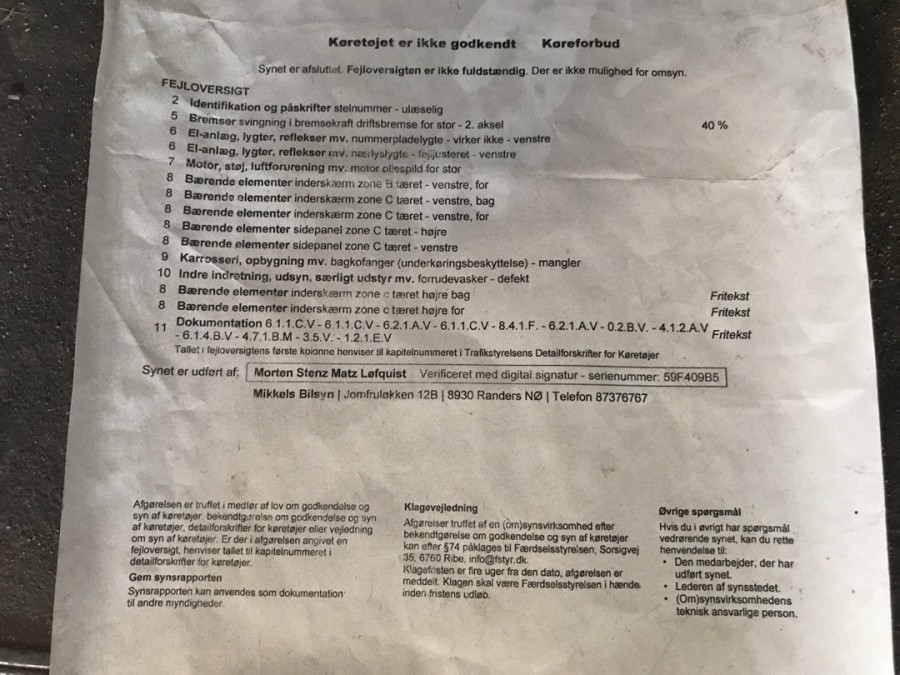 Køretøjet er ikke godkendt Køreforbud
Synet er afsluttet. Fejloversigten er ikke fuldstændig. Der er ikke mulighed for omsyn.
FEJLOVERSIGT
2 Identifikation og påskrifter stelnummer - ulæselig
5 Bremser svingning i bremsekraft driftsbremse for stor - 2. aksel 40 %
6 El-anlæg, lygter, reflekser mv. nummerpladelygte - virker ikke - venstre
6 El-anlæg, lygter, reflekser mv. nærlyslygte - fejljusteret - venstre
7 Motor, støj, luftforurening mv. motor oliespild for stor
8 Bærende elementer inderskærm zone B tæret - venstre, for
8 Bærende elementer inderskærm zone C tæret - venstre, bag
8 Bærende elementer inderskærm zone C tæret - venstre, for
8 Bærende elementer sidepanel zone C tæret - højre
8 Bærende elementer sidepanel zone C tæret - venstre
9 Karrosseri, opbygning mv. bagkofanger (underkøringsbeskyttelse) - mangler
10 Indre indretning, udsyn, særligt udstyr mv. forrudevasker - defekt
8 Bærende elementer inderskærm zone c tæret højre bag Fritekst
8 Bærende elementer inderskærm zone c tæret højre for Fritekst
11 Dokumentation 6.1.1.C.V - 6.1.1.C.V - 6.2.1.A.V - 6.1.1.C.V - 8.4.1.F. - 6.2.1.A.V - 0.2.B.V. - 4.1.2.A.V Fritekst
- 6.1.4.B.V - 4.7.1.B.M - 3.5.V. - 1.2.1.E.V
Tallet i fejloversigtens første kolonne henviser til kapitelnummeret i Trafikstyrelsens Detailforskrifter for Køretøjer
Synet er udført af: Morten Stenz Matz Løfquist Verificeret med digital signatur - serienummer: 59F409B5
Mikkels Bilsyn | Jomfruløkken 12B | 8930 Randers NØ | Telefon 87376767
Afgørelsen er truffet i medfør af lov om godkendelse og
syn af køretøjer, bekendtgørelsn om godkendelse og syn
af køretøjer, detailforskrifter for køretøjer eller vejledning
om syn af køretøjer. Er der i afgørelsen angivet en
fejloversigt, henviser tallet til kapitelnummeret i
detailforskrifter for køretøjer.
Gem synsrapporten
Synsrapporten kan anvendes som dokumentation
til andre myndigheder.
Klagevejledning
Afgørelser truffet af en (om)synsvirksomhed efter
bekendtgørelse om godkendelse og syn af køretøjer
kan efter §74 påklages til Færdselsstyrelsen, Sorsigvej
35, 6760 Ribe, info@fstyr.dk.
Klagefristen er fire uger fra den dato, afgørelsen er
meddelt. Klagen skal være Færdselsstyrelsen i hænde
inden fristens udløb.
Øvrige spørgsmål
Hvis du i øvrigt har spørgsmål
vedrørende synet, kan du rette
henvendelse til:
• Den medarbejder, der har
udført synet.
• Lederen af synsstedet.
• (Om)synsvirksomhedens
teknisk ansvarlige person.